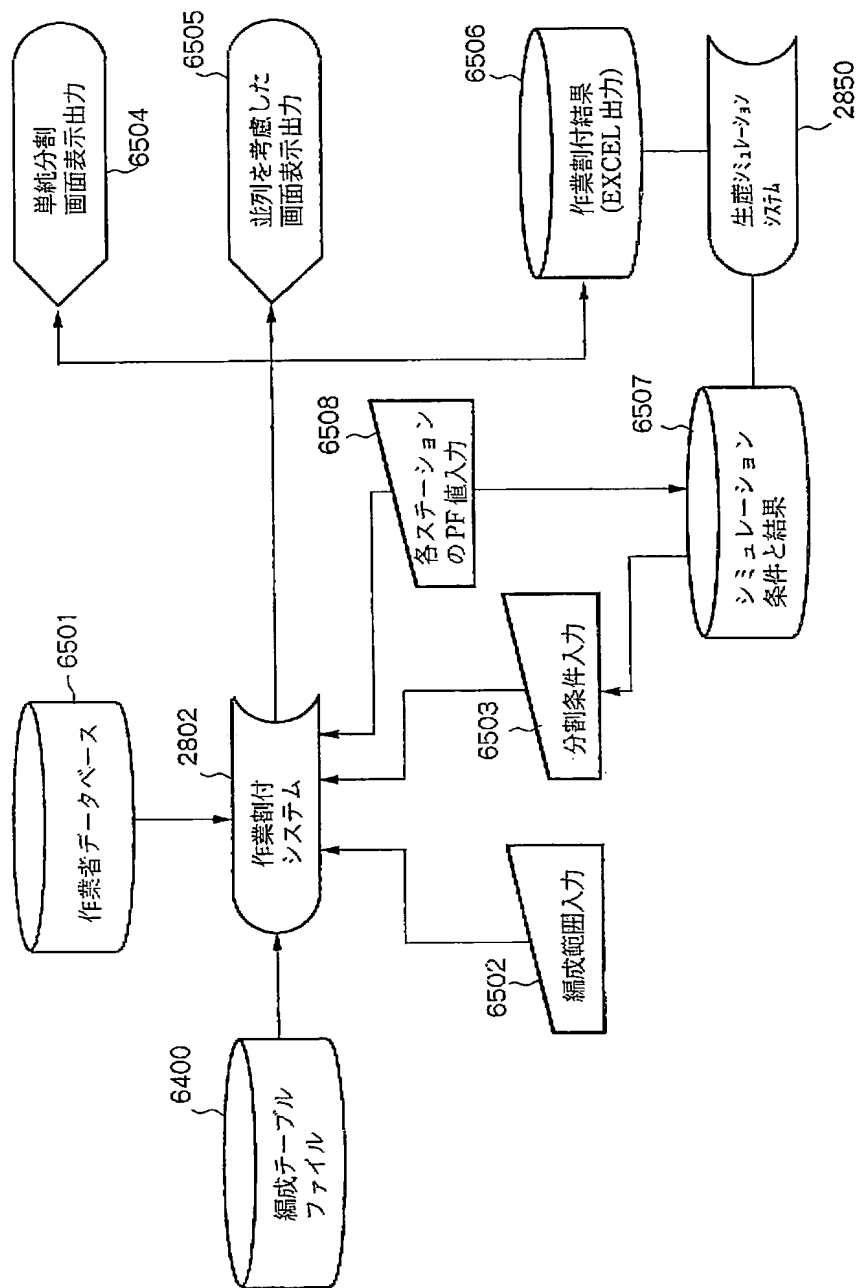 単純分割
画面表示出力
6504
並列を考慮した
画面表示出力
6505
作業割付結果
(EXCEL 出力)
6506
生産シミュレーション
システム
2850
6501
作業者データベース
2802
作業割付
システム
6508
各ステーション
のPF値入力
6507
シミュレーション
条件と結果
6503
分割条件入力
6502
編成範囲入力
6400
編成テーブル
ファイル